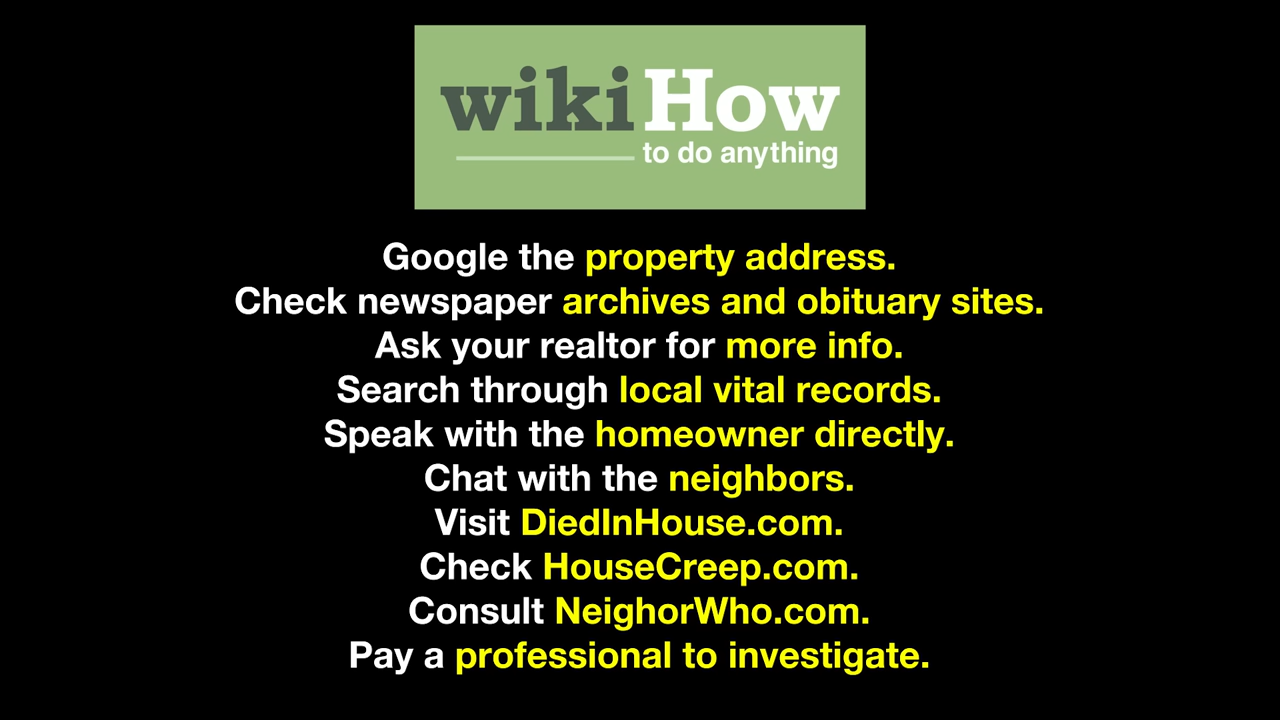 wikiHow
to do anything
Google the property address.
Check newspaper archives and obituary sites.
Ask your realtor for more info.
Search through local vital records.
Speak with the homeowner directly.
Chat with the neighbors.
Visit DiedInHouse.com.
Check HouseCreep.com.
Consult NeighorWho.com.
Pay a professional to investigate.